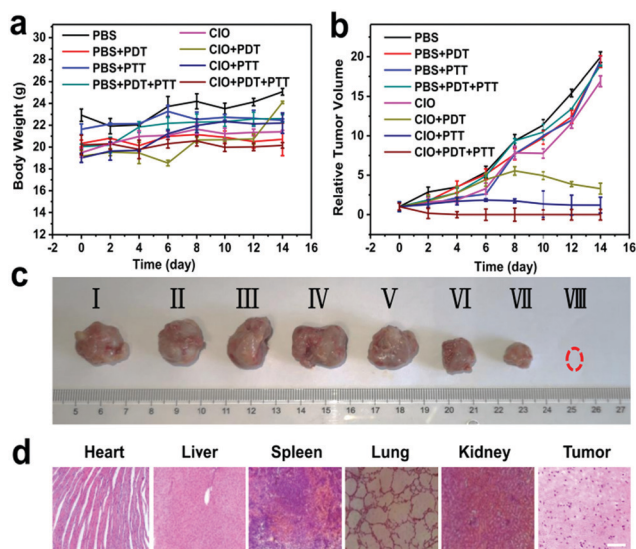 a
Body Weight (g)
32
30
28
26
24
22
20
18
16
14
12
10
-2 0 2 4 6 8 10 12 14 16
Time (day)
PBS
PBS+PDT
PBS+PTT
PBS+PDT+PTT
CIO
CIO+PDT
CIO+PTT
CIO+PDT+PTT
b
Relative Tumor Volume
25
20
15
10
5
0
-2 0 2 4 6 8 10 12 14 16
Time (day)
PBS
PBS+PDT
PBS+PTT
PBS+PDT+PTT
CIO
CIO+PDT
CIO+PTT
CIO+PDT+PTT
c
I II III IV V VI VII VIII
5 6 7 8 9 10 11 12 13 14 15 16 17 18 19 20 21 22 23 24 25 26 27
d
Heart Liver Spleen Lung Kidney Tumor